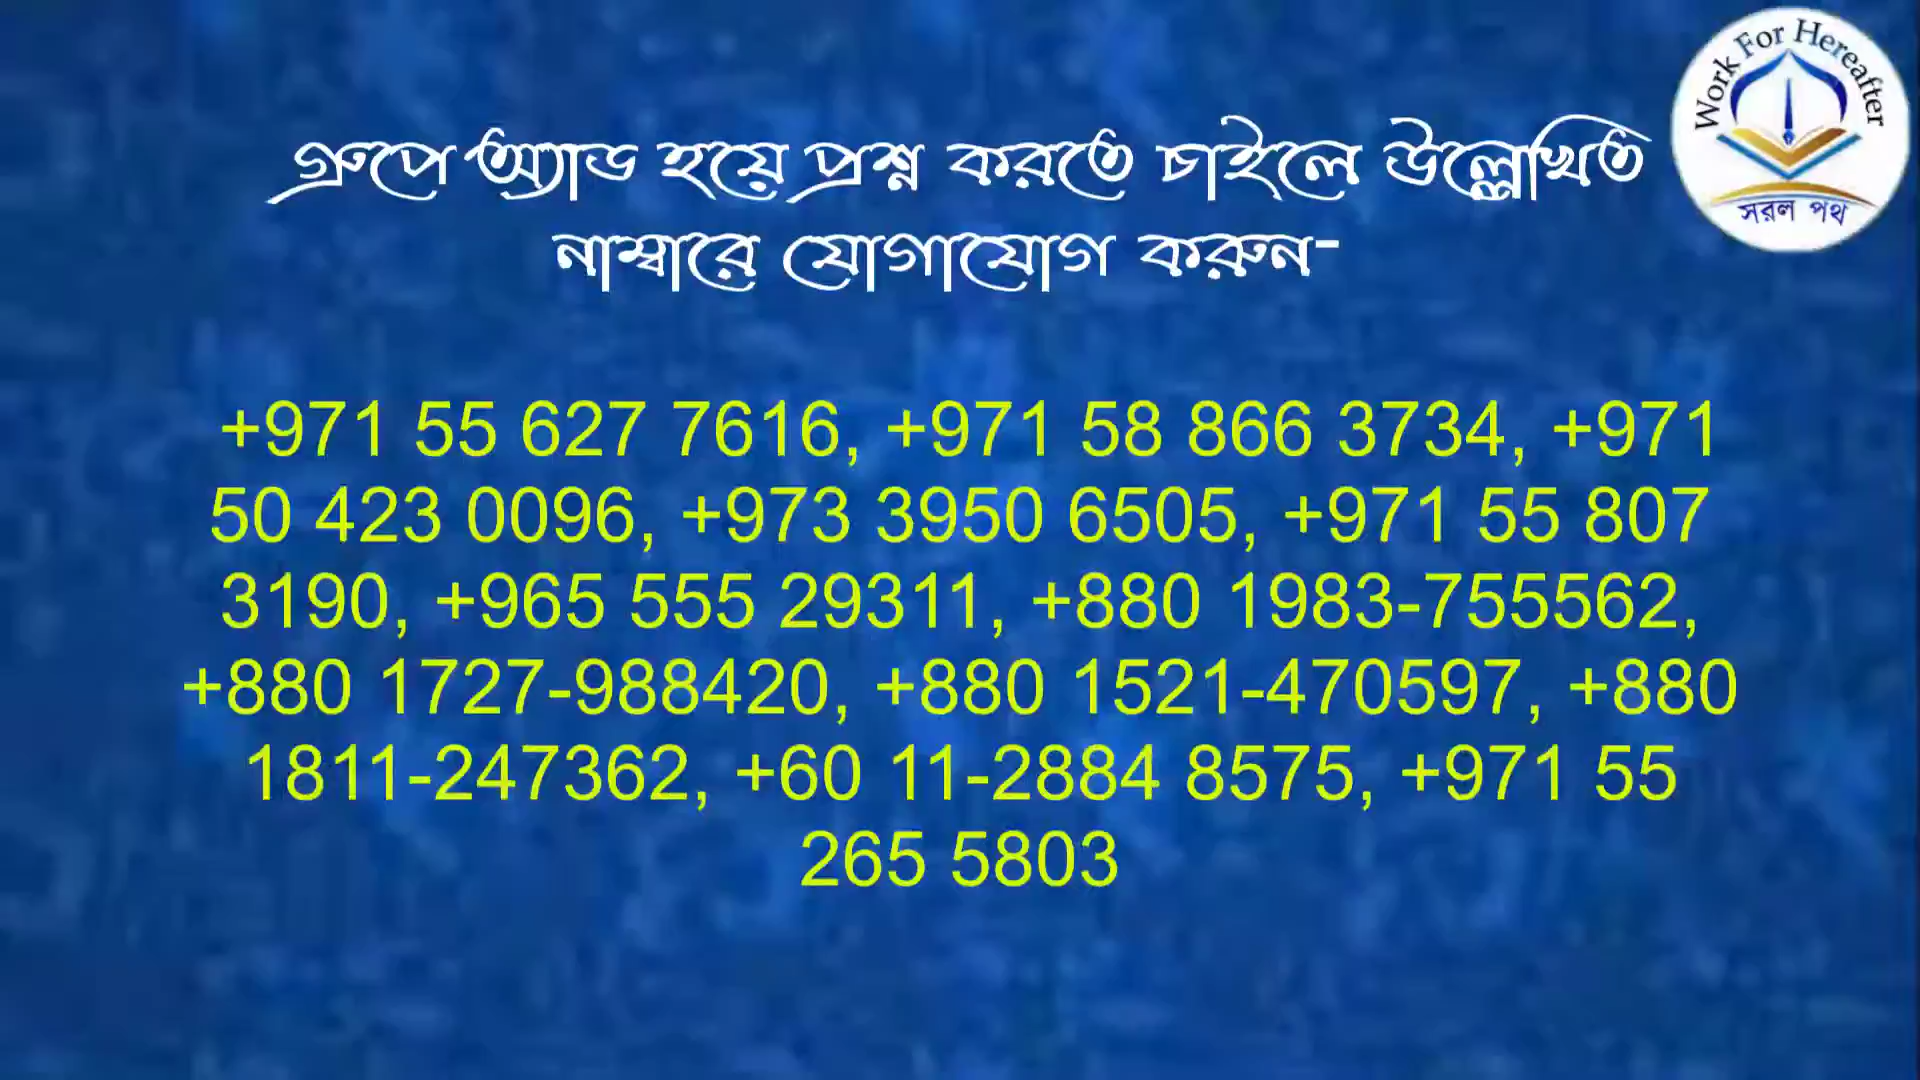 Work For Hereafter
সরল পথ
গ্রুপে অ্যাড হয়ে প্রশ্ন করতে চাইলে উল্লেখিত
নাম্বারে যোগাযোগ করুন-
+971 55 627 7616, +971 58 866 3734, +971
50 423 0096, +973 3950 6505, +971 55 807
3190, +965 555 29311, +880 1983-755562,
+880 1727-988420, +880 1521-470597, +880
1811-247362, +60 11-2884 8575, +971 55
265 5803